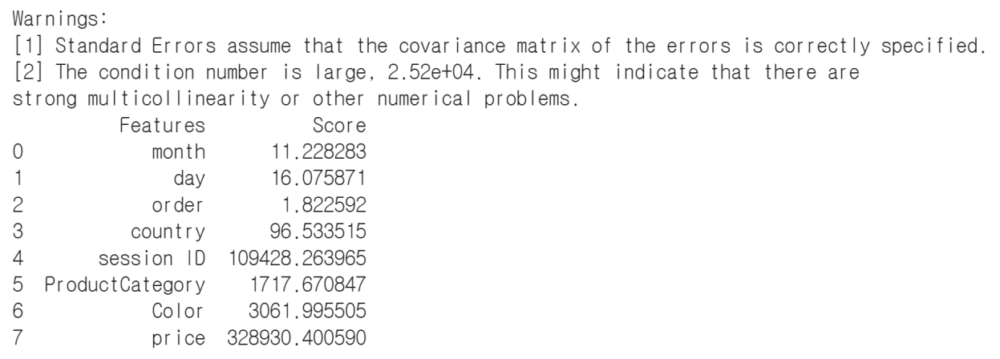 Warnings:
[1] Standard Errors assume that the covariance matrix of the errors is correctly specified.
[2] The condition number is large, 2.52e+04. This might indicate that there are
strong multicollinearity or other numerical problems.
Features Score
0 month 11.228283
1 day 16.075871
2 order 1.822592
3 country 96.533515
4 session ID 109428.263965
5 ProductCategory 1717.670847
6 Color 3061.995505
7 price 328930.400590